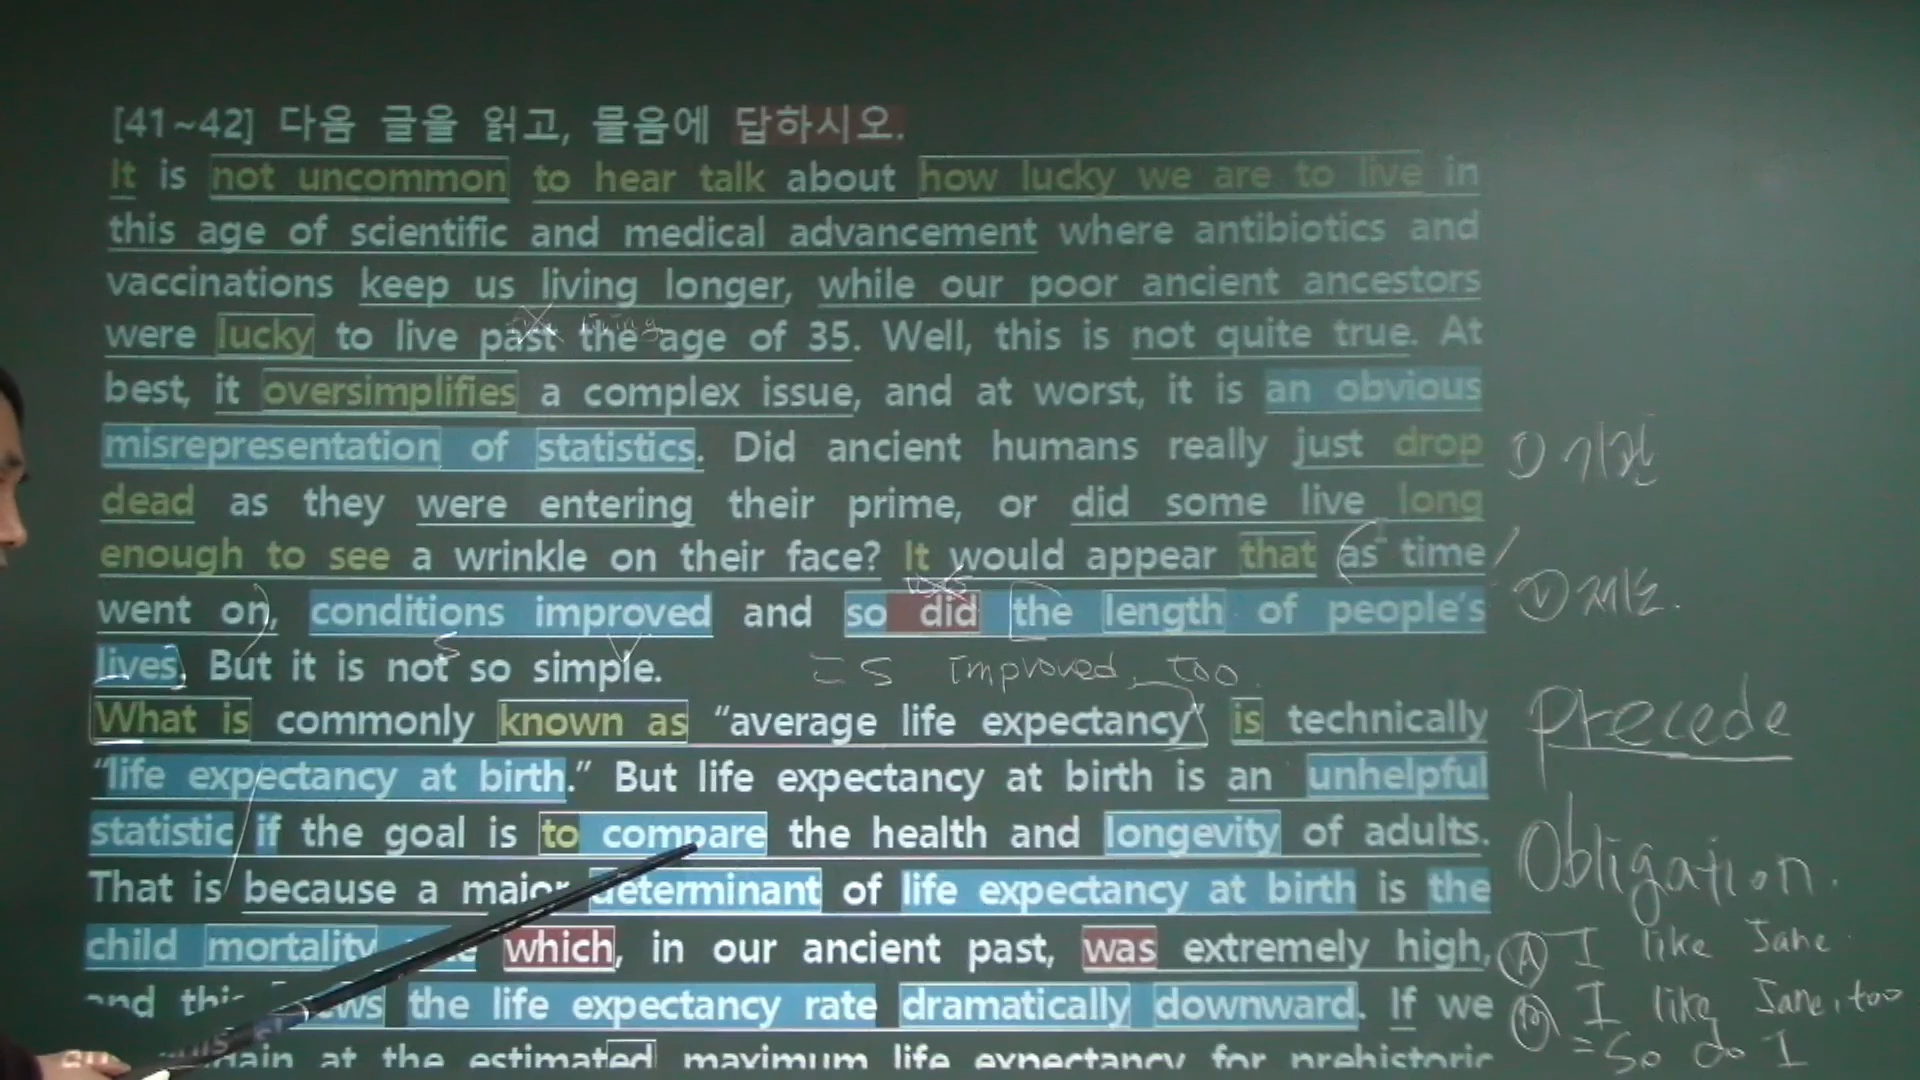 [41~42] 다음 글을 읽고, 물음에 답하시오.
It is not uncommon to hear talk about how lucky we are to live in
this age of scientific and medical advancement where antibiotics and
vaccinations keep us living longer, while our poor ancient ancestors
were lucky to live past the age of 35. Well, this is not quite true. At
best, it oversimplifies a complex issue, and at worst, it is an obvious
misrepresentation of statistics. Did ancient humans really just drop
dead as they were entering their prime, or did some live long
enough to see a wrinkle on their face? It would appear that as time
went on, conditions improved and so did the length of people's
lives. But it is not so simple.
S V = S improved, too.
What is commonly known as “average life expectancy” is technically
“life expectancy at birth.” But life expectancy at birth is an unhelpful
statistic if the goal is to compare the health and longevity of adults.
That is because a major determinant of life expectancy at birth is the
child mortality which, in our ancient past, was extremely high,
and this the life expectancy rate dramatically downward. If we
at the estimated maximum life expectancy for prehistoric
precede
Obligation.
Ⓐ I like Jane.
Ⓑ I like Jane, too
= So do I